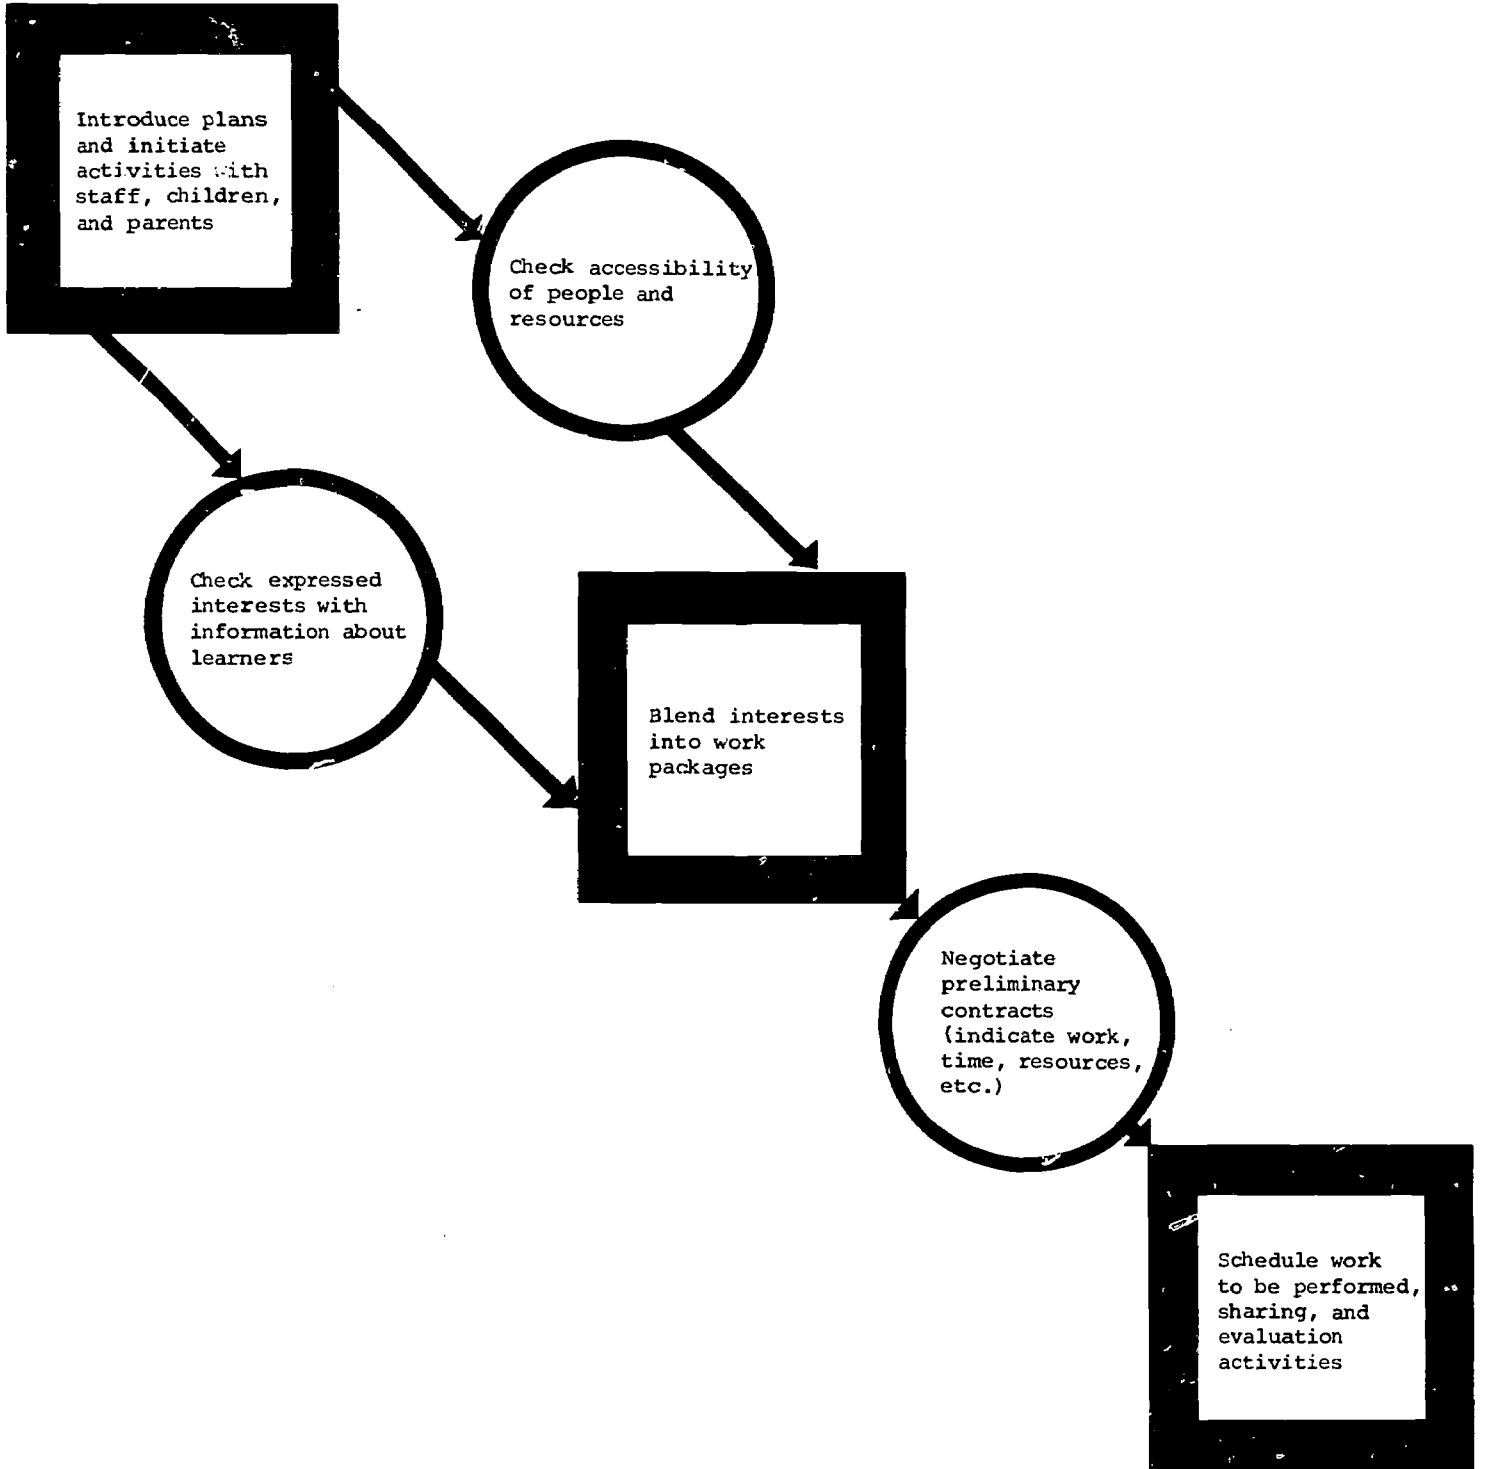 Introduce plans
and initiate
activities with
staff, children,
and parents
Check accessibility
of people and
resources
Check expressed
interests with
information about
learners
Blend interests
into work
packages
Negotiate
preliminary
contracts
(indicate work,
time, resources,
etc.)
Schedule work
to be performed,
sharing, and
evaluation
activities